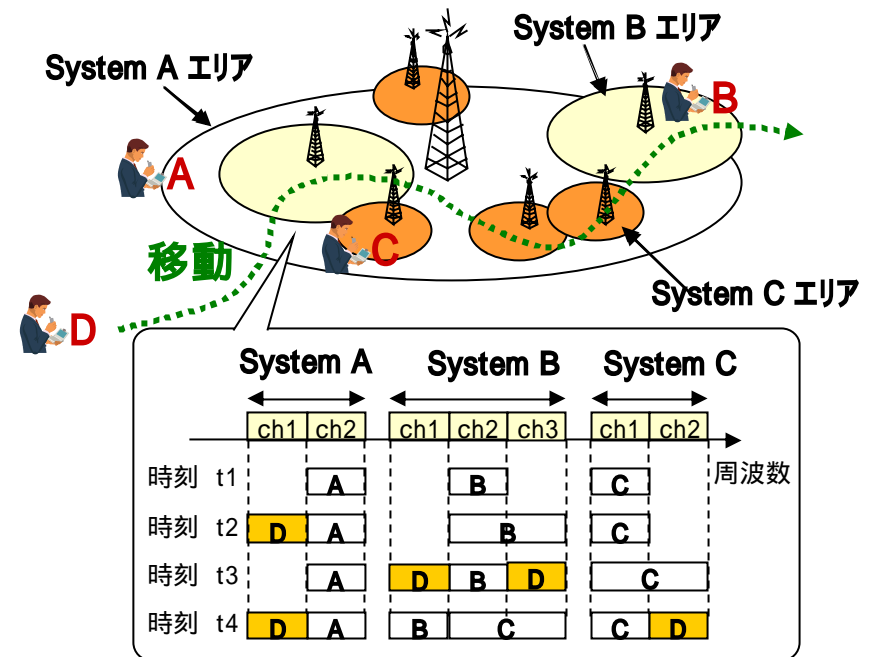 System B エリア
System A エリア
B
A
C
移動
System C エリア
D
System A System B System C
ch1 ch2 ch1 ch2 ch3 ch1 ch2
周波数
時刻 t1 A B C
時刻 t2 D A B C
時刻 t3 A D B D C
時刻 t4 D A B C C D